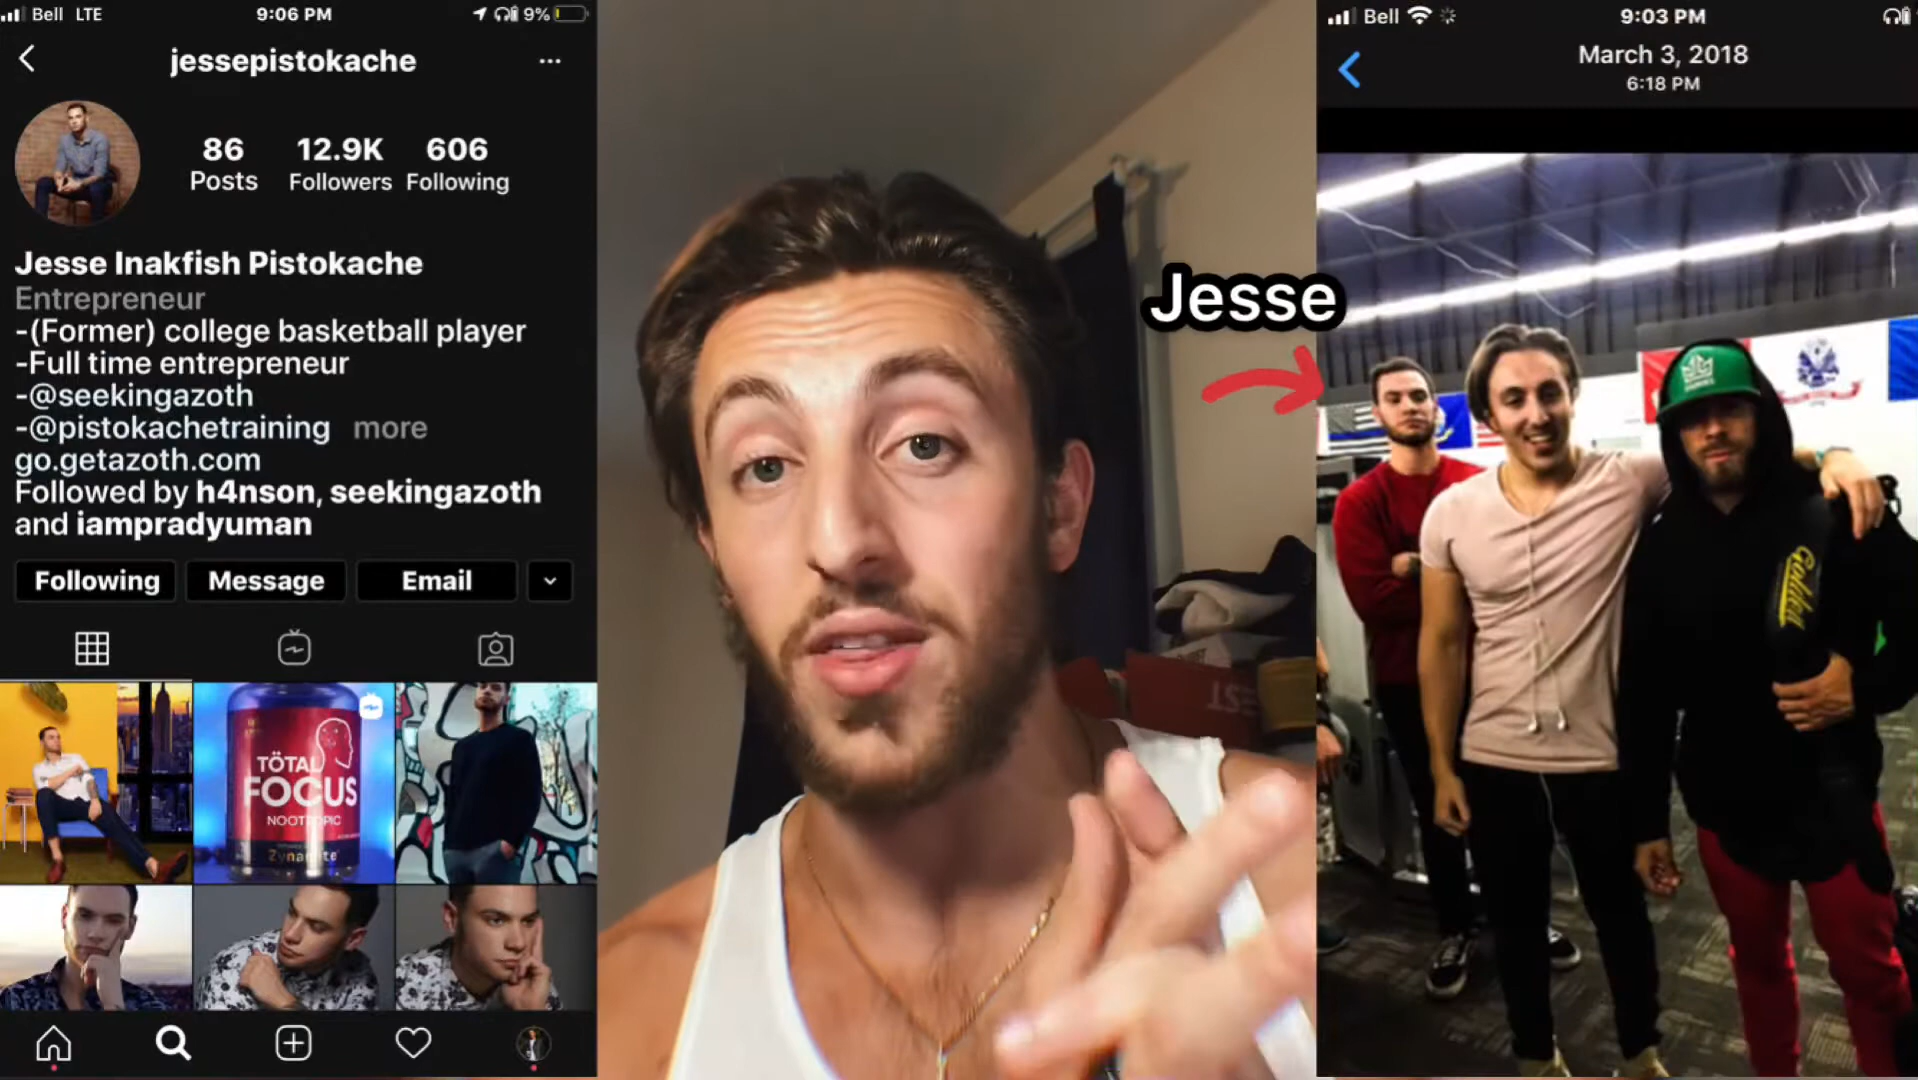 Bell LTE
9:06 PM
9%
jessepistokache
86
Posts
12.9K
Followers
606
Following
Jesse Inakfish Pistokache
Entrepreneur
-(Former) college basketball player
-Full time entrepreneur
-@seekingazoth
-@pistokachetraining more
go.getazoth.com
Followed by h4nson, seekingazoth
and iampradyuman
Following
Message
Email
TÖTAL
FOCUS
NOOTROPIC
Zynamite
Jesse
Bell
9:03 PM
March 3, 2018
6:18 PM